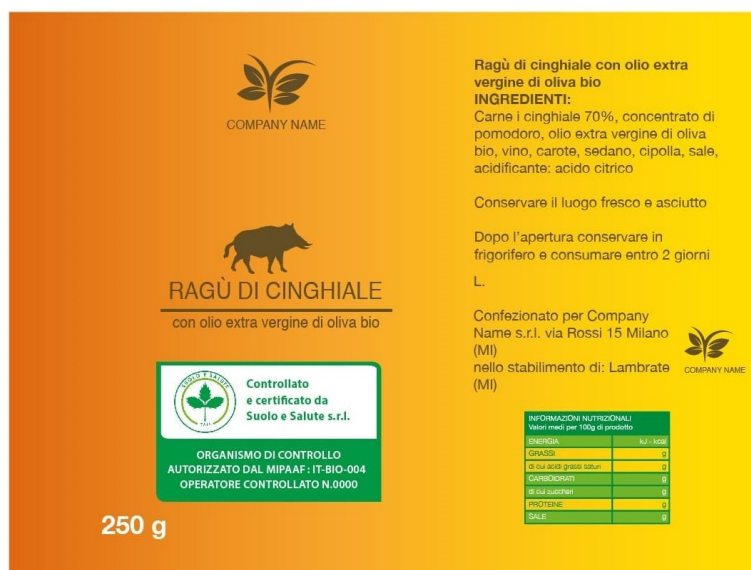 COMPANY NAME
RAGÙ DI CINGHIALE
con olio extra vergine di oliva bio
SUOLO E SALUTE
Controllato
e certificato da
Suolo e Salute s.r.l.
ORGANISMO DI CONTROLLO
AUTORIZZATO DAL MIPAAF : IT-BIO-004
OPERATORE CONTROLLATO N.0000
250 g
Ragù di cinghiale con olio extra
vergine di oliva bio
INGREDIENTI:
Carne i cinghiale 70%, concentrato di
pomodoro, olio extra vergine di oliva
bio, vino, carote, sedano, cipolla, sale,
acidificante: acido citrico
Conservare il luogo fresco e asciutto
Dopo l'apertura conservare in
frigorifero e consumare entro 2 giorni
L.
Confezionato per Company
Name s.r.l. via Rossi 15 Milano
(MI)
nello stabilimento di: Lambrate
(MI)
COMPANY NAME
INFORMAZIONI NUTRIZIONALI
Valori medi per 100g di prodotto
ENERGIA kJ - kcal
GRASSI g
di cui acidi grassi saturi g
CARBOIDRATI g
di cui zuccheri g
PROTEINE g
SALE g